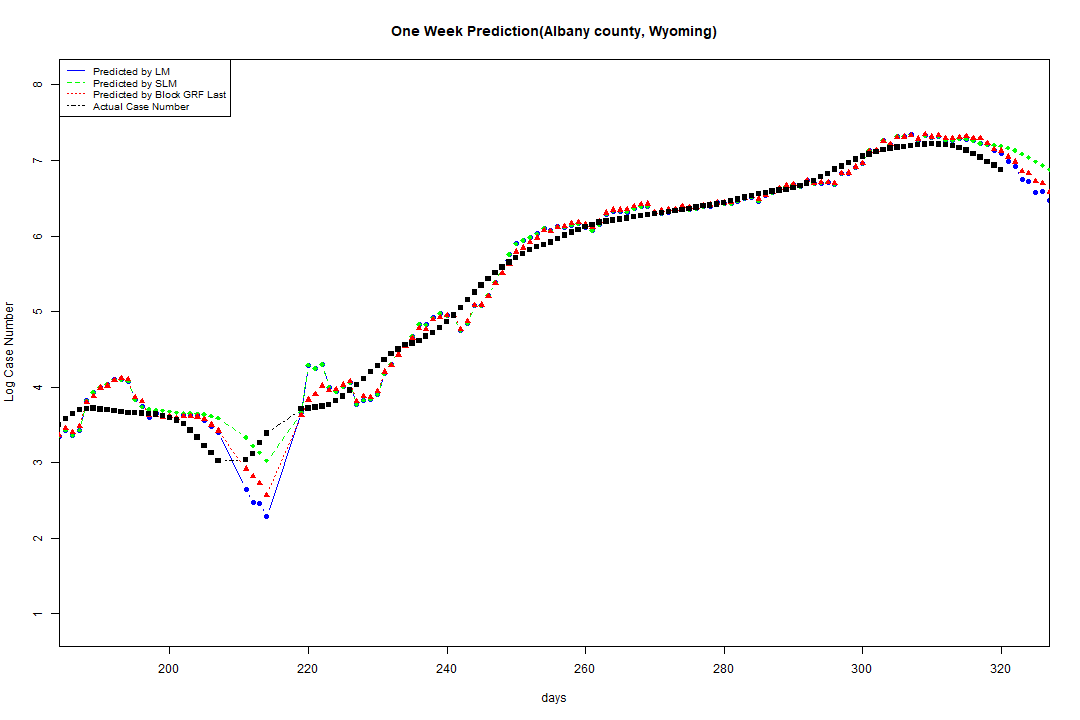 One Week Prediction(Albany county, Wyoming)
Predicted by LM
Predicted by SLM
Predicted by Block GRF Last
Actual Case Number
8
7
6
5
4
3
2
1
Log Case Number
200 220 240 260 280 300 320
days